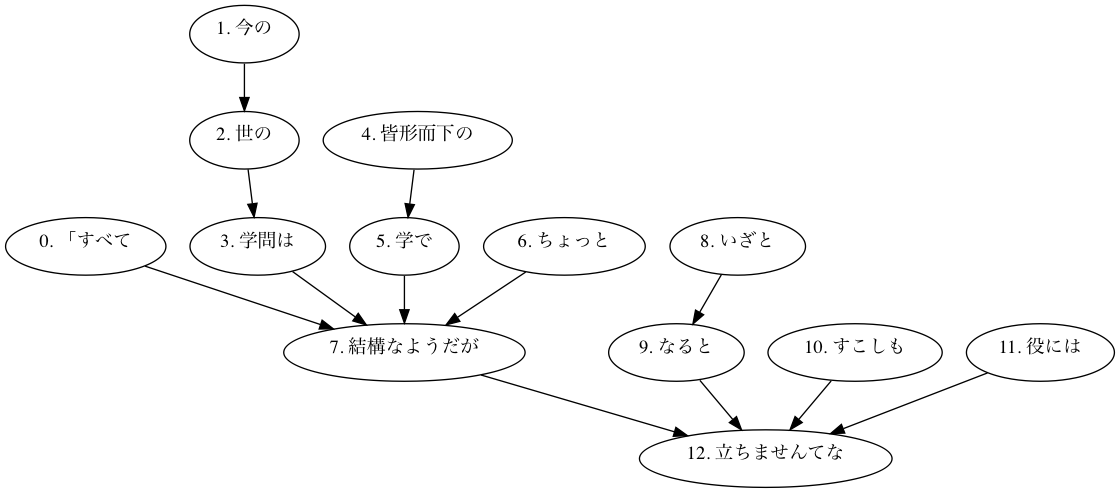 1. 今の
2. 世の
4. 皆形而下の
0. 「すべて
3. 学問は
5. 学で
6. ちょっと
8. いざと
7. 結構なようだが
9. なると
10. すこしも
11. 役には
12. 立ちませんてな